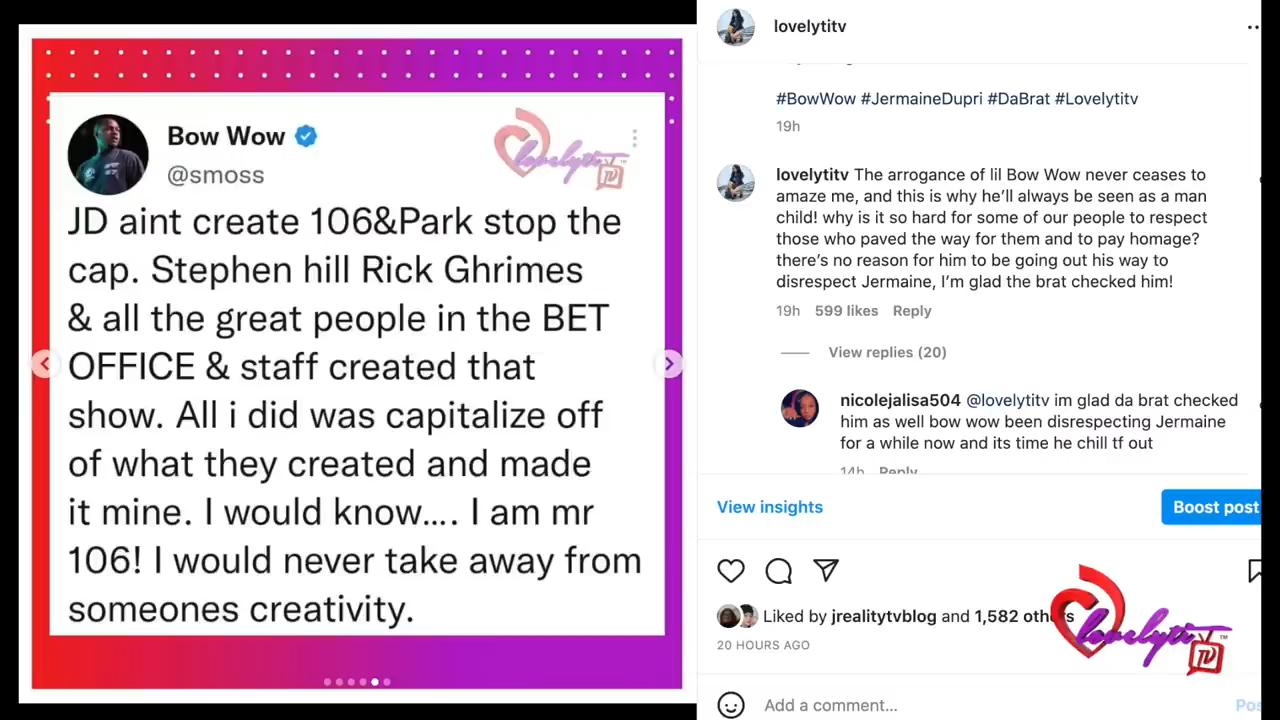 Bow Wow
@smoss
lovelytiTV™
JD aint create 106&Park stop the
cap. Stephen hill Rick Ghrimes
& all the great people in the BET
OFFICE & staff created that
show. All i did was capitalize off
of what they created and made
it mine. I would know.... I am mr
106! I would never take away from
someones creativity.
lovelytitv
#BowWow #JermaineDupri #DaBrat #Lovelytitv
19h
lovelytitv The arrogance of lil Bow Wow never ceases to
amaze me, and this is why he’ll always be seen as a man
child! why is it so hard for some of our people to respect
those who paved the way for them and to pay homage?
there’s no reason for him to be going out his way to
disrespect Jermaine, I’m glad the brat checked him!
19h 599 likes Reply
View replies (20)
nicolejalisa504 @lovelytitv im glad da brat checked
him as well bow wow been disrespecting Jermaine
for a while now and its time he chill tf out
14h Reply
View insights
Boost post
Liked by jrealitytvblog and 1,582 others
20 HOURS AGO
lovelytiTV™
Add a comment...
Pos